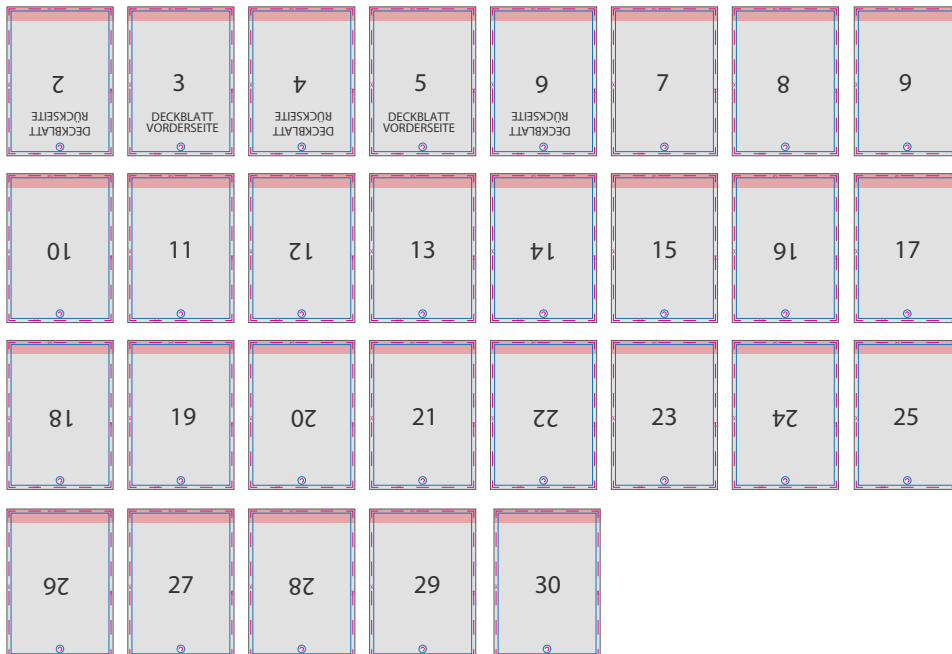 2
DECKBLATT
RÜCKSEITE
3
DECKBLATT
VORDERSEITE
4
DECKBLATT
RÜCKSEITE
5
DECKBLATT
VORDERSEITE
6
DECKBLATT
RÜCKSEITE
7
8
9
10
11
12
13
14
15
16
17
18
19
20
21
22
23
24
25
26
27
28
29
30